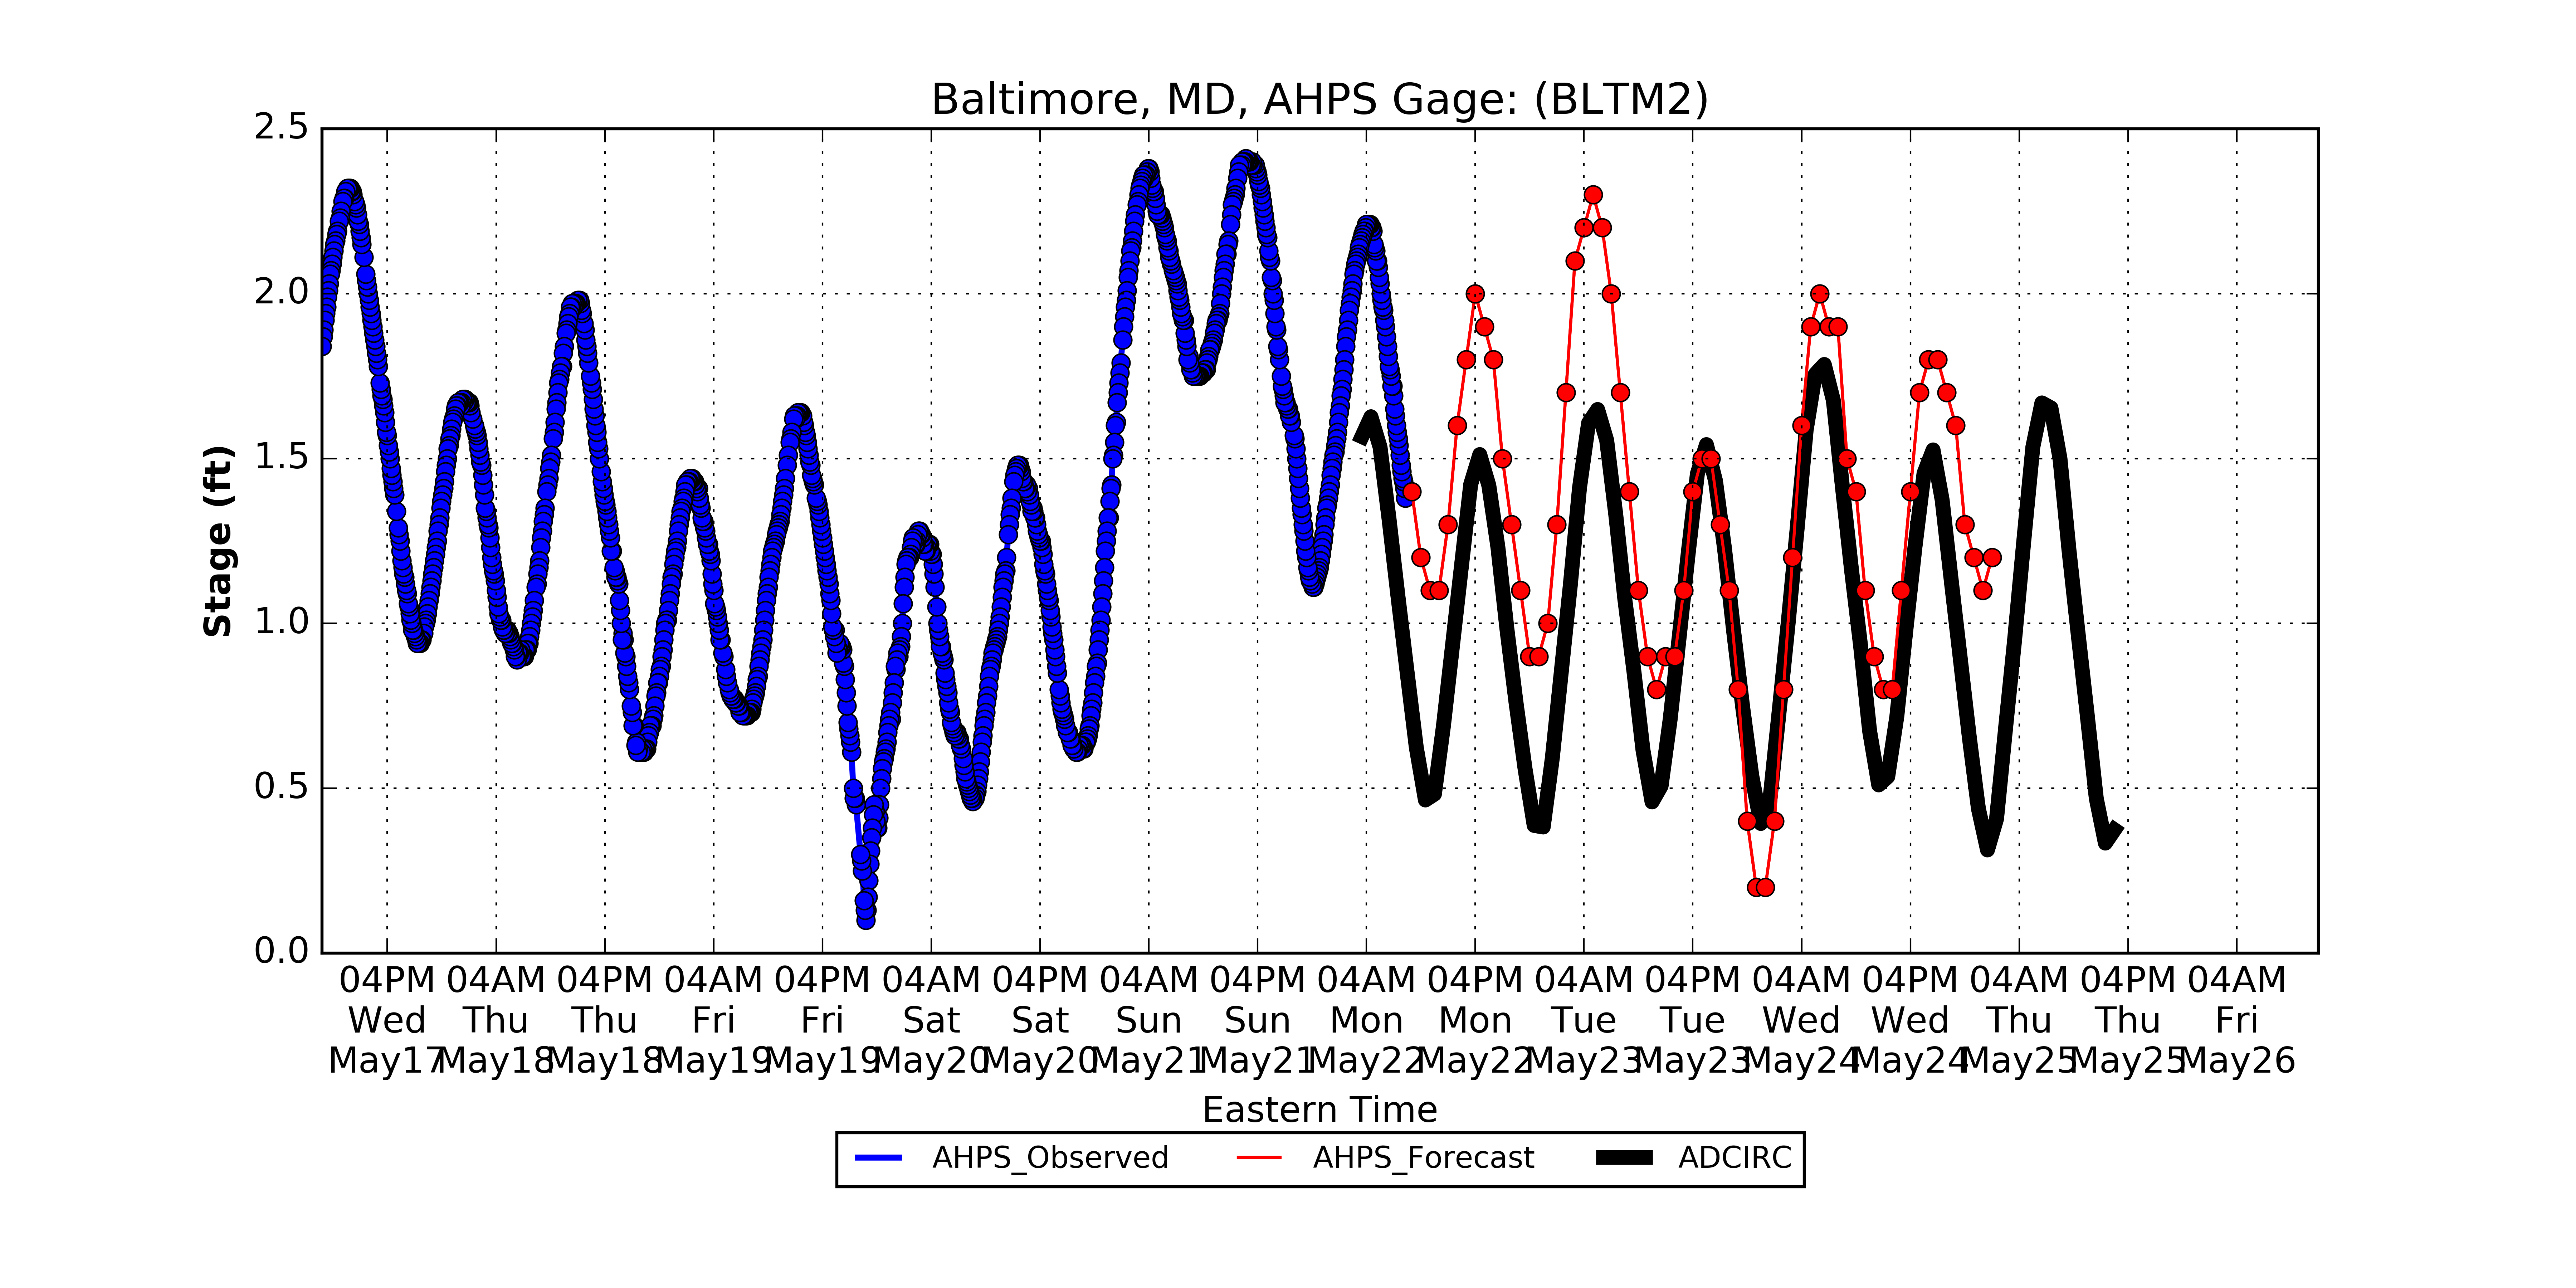 Baltimore, MD, AHPS Gage: (BLTM2)
2.5
2.0
1.5
1.0
0.5
0.0
Stage (ft)
04PM 04AM 04PM 04AM 04PM 04AM 04PM 04AM 04PM 04AM 04PM 04AM 04PM 04AM 04PM 04AM 04PM 04AM
Wed Thu Thu Fri Fri Sat Sat Sun Sun Mon Mon Tue Tue Wed Wed Thu Thu Fri
May17 May18 May18 May19 May19 May20 May20 May21 May21 May22 May22 May23 May23 May24 May24 May25 May25 May26
Eastern Time
AHPS_Observed AHPS_Forecast ADCIRC